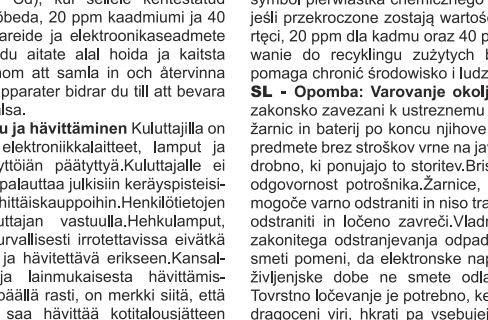 Cd), kui sellele kehtestatud
õbeda, 20 ppm kaadmiumi ja 40
areide ja elektroonikaseadmete
du aitate alal hoida ja kaitsta
nom att samla in och återvinna
pparater bidrar du till att bevara
lsa.
u ja hävittäminen Kuluttajilla on
elektroniikkalaitteet, lamput ja
yttöiän päätyttyä.Kuluttajalle ei
palauttaa julkisiin keräyspisteisi-
hittäiskauppoihin.Henkilötietojen
uttajan vastuulla.Hehkulamput,
urvallisesti irrotettavissa eivätkä
ja hävitettävä erikseen.Kansal-
ja lainmukaisesta hävittämis-
päällä rasti, on merkki siitä, että
saa hävittää kotitalousjätteen
symbol pierwiastka chemicznego
jeśli przekroczone zostają wartoś
rtęci, 20 ppm dla kadmu oraz 40 p
wanie do recyklingu zużytych b
pomaga chronić środowisko i ludz
SL - Opomba: Varovanje okolj
zakonsko zavezani k ustreznemu
žarnic in baterij po koncu njihove
predmete brez stroškov vrne na jav
drobno, ki ponujajo to storitev.Bris
odgovornost potrošnika.Žarnice,
mogoče varno odstraniti in niso tra
odstraniti in ločeno zavreči.Vladn
zakonitega odstranjevanja odpad
smeti pomeni, da elektronske nap
življenjske dobe ne smete odla
Tovrstno ločevanje je potrebno, ke
dragoceni viri, hkrati pa vsebujej